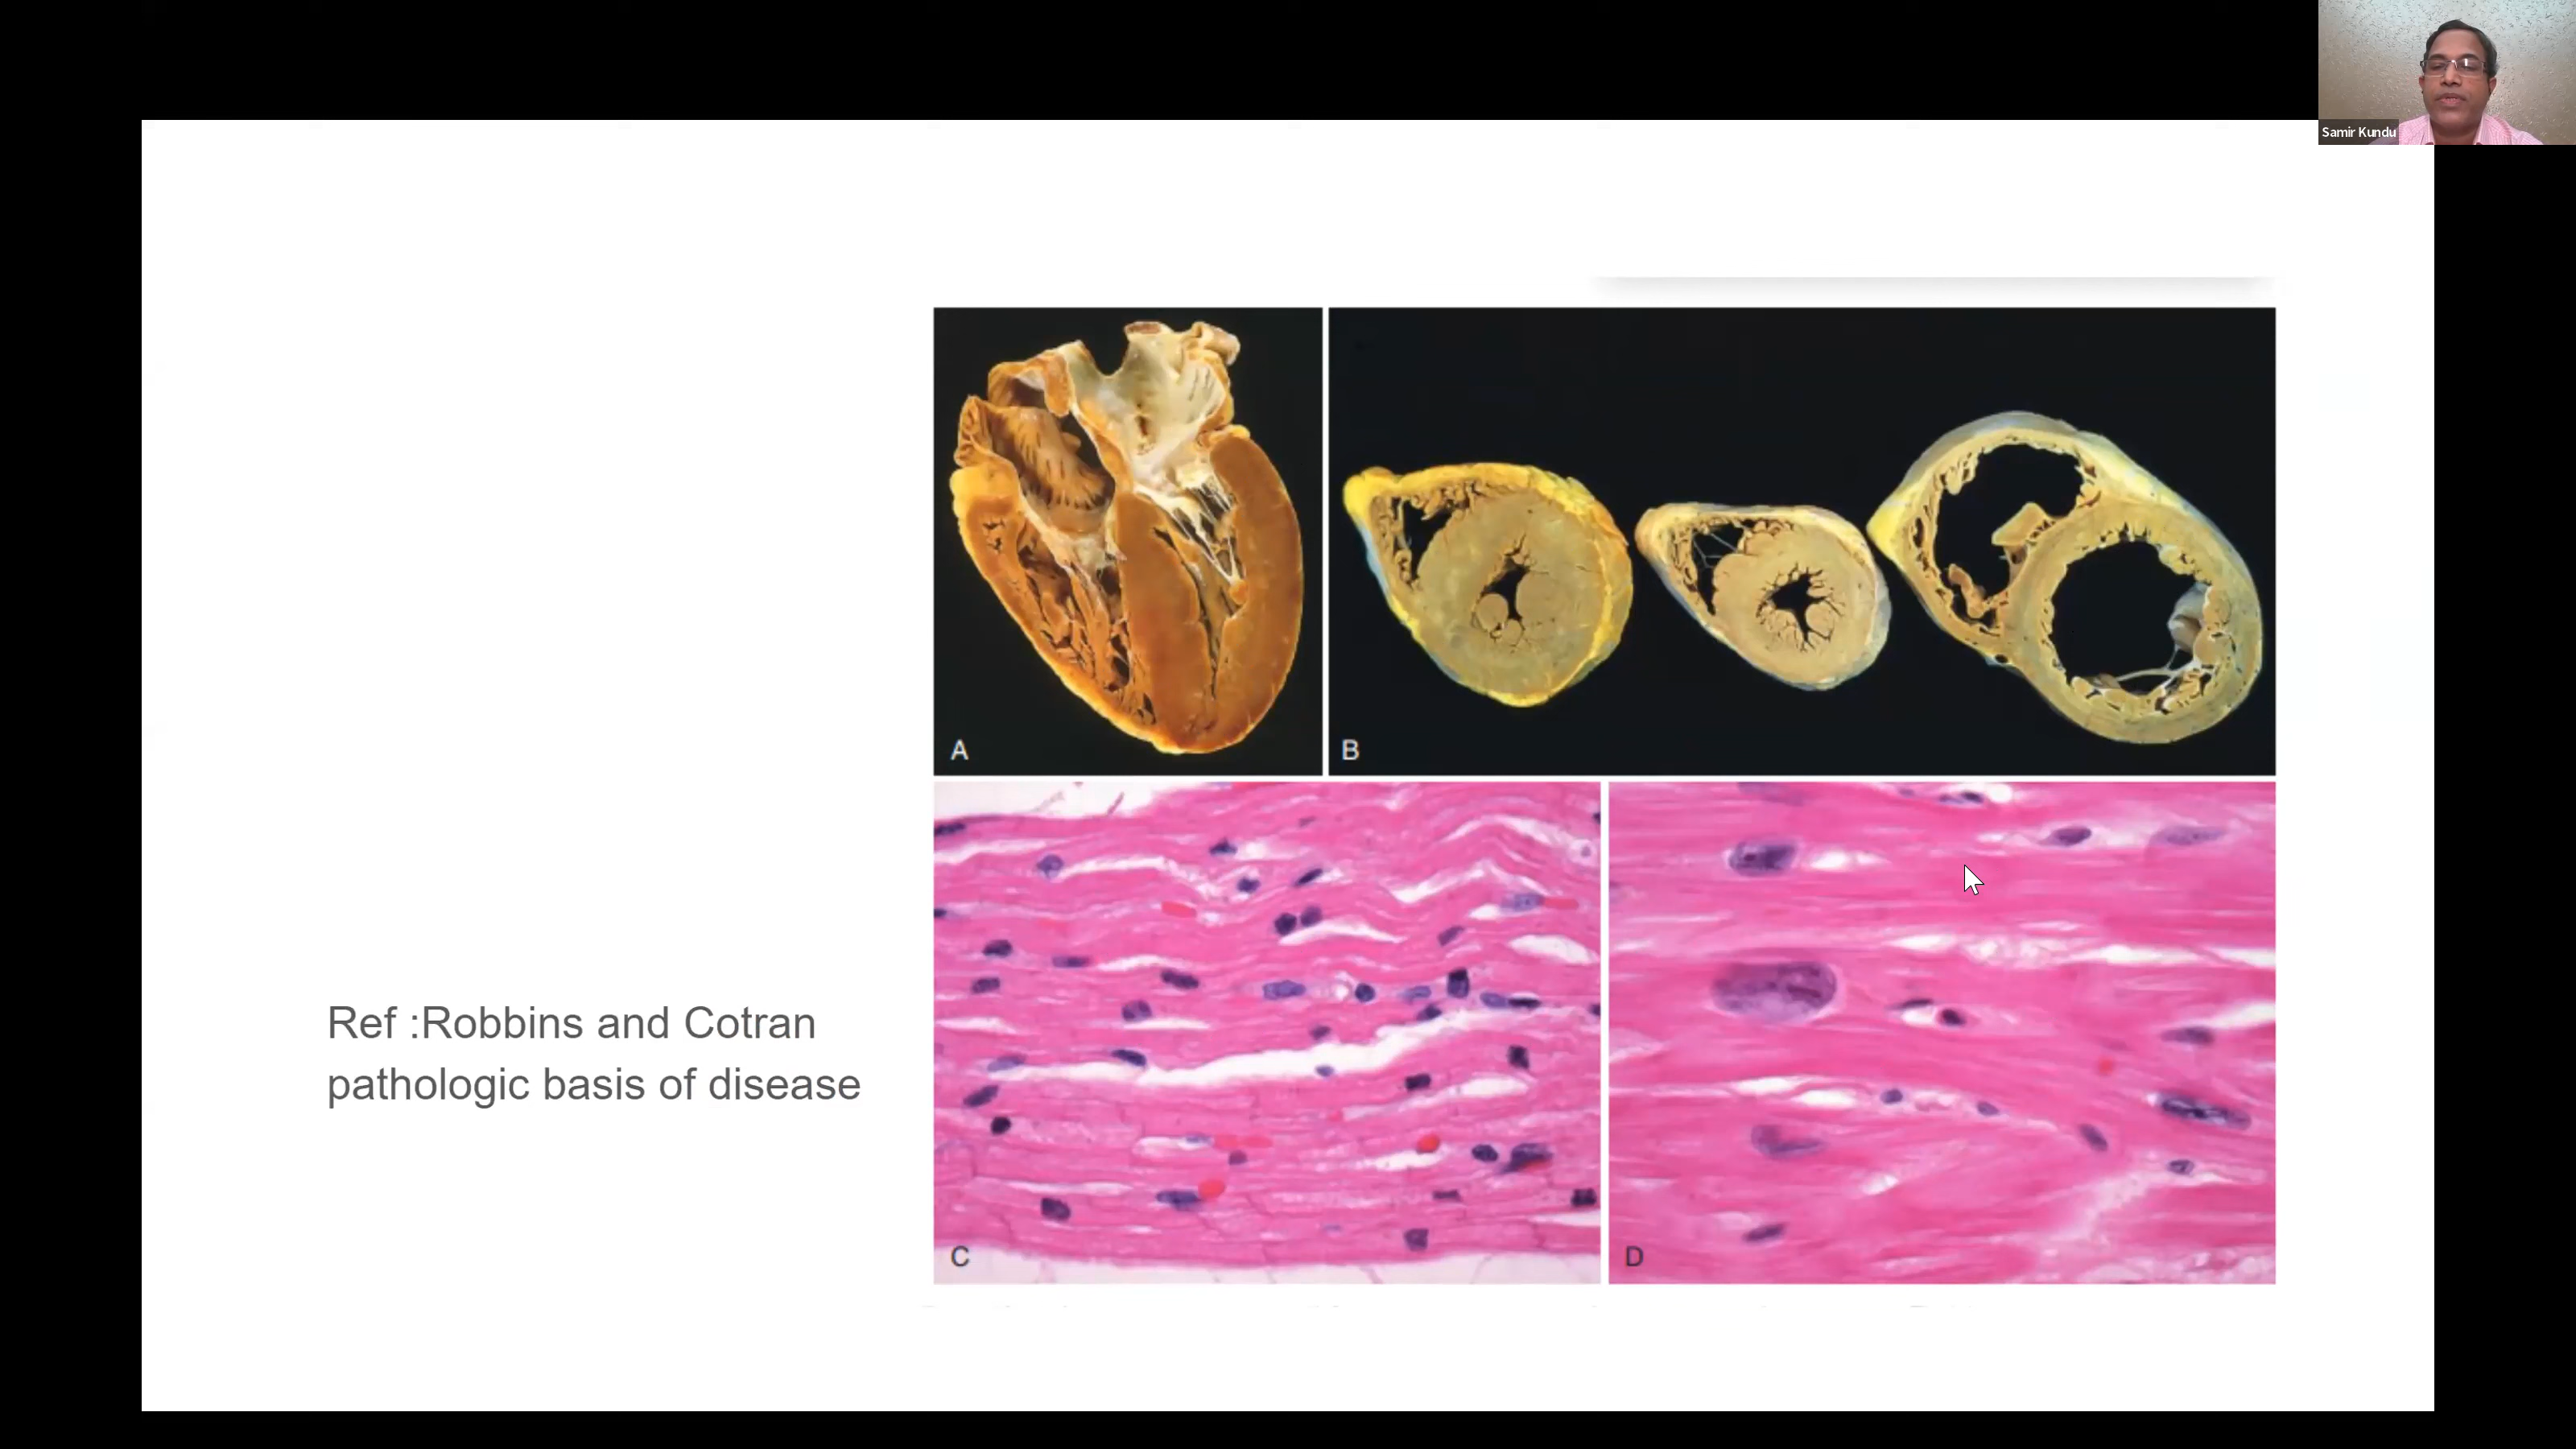 Samir Kundu
A
B
Ref :Robbins and Cotran
pathologic basis of disease
C
D